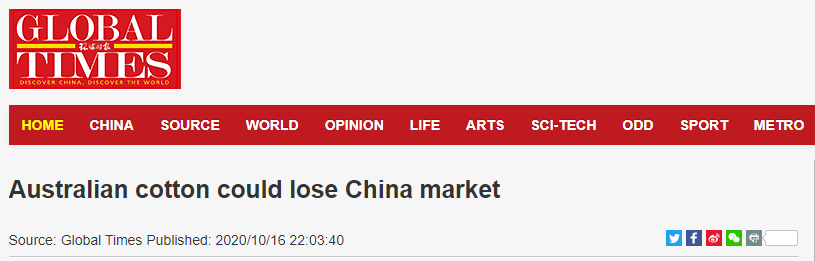 GLOBAL
环球时报
TIMES
DISCOVER CHINA, DISCOVER THE WORLD
HOME CHINA SOURCE WORLD OPINION LIFE ARTS SCI-TECH ODD SPORT METRO
Australian cotton could lose China market
Source: Global Times Published: 2020/10/16 22:03:40